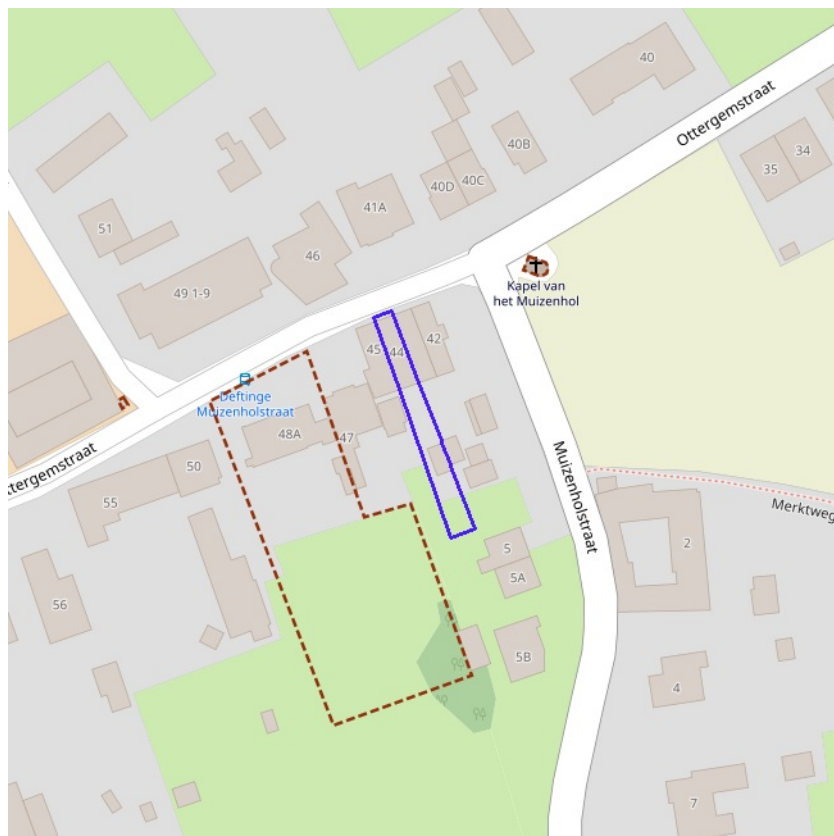 40
Ottergemstraat
40B
34
35
40C
40D
41A
51
46
49 1-9
Kapel van
het Muizenhol
42
45
44
Deftinge
Muizenholstraat
48A
47
50
ttergemstraat
55
Muizenholstraat
Merktweg
2
5
5A
56
5B
4
7